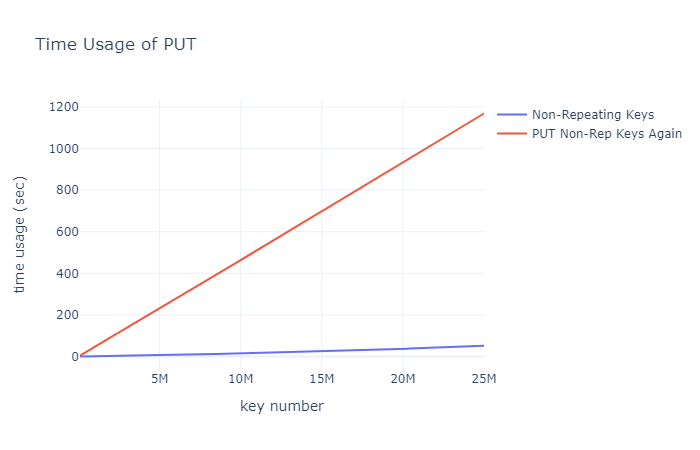 Time Usage of PUT
1200
1000
800
600
400
200
0
time usage (sec)
5M
10M
15M
20M
25M
key number
Non-Repeating Keys
PUT Non-Rep Keys Again